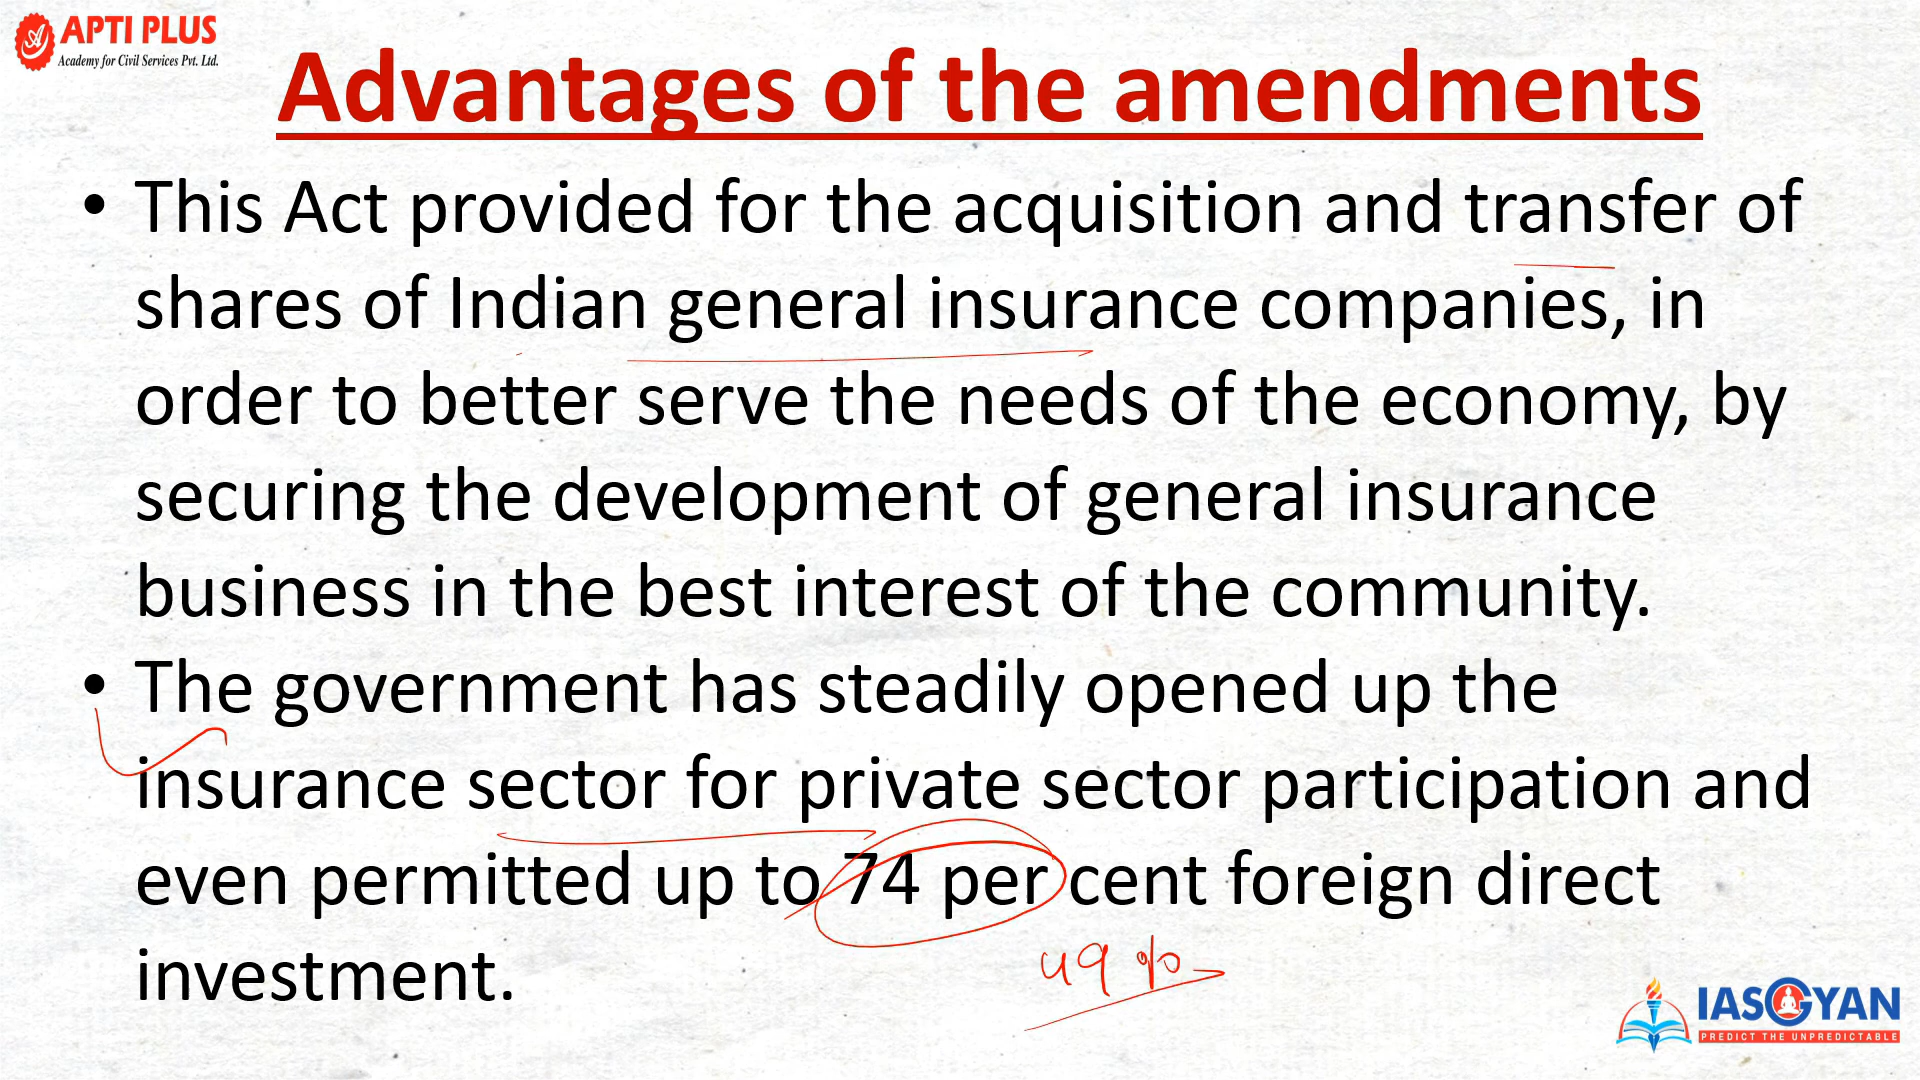 APTI PLUS
Academy for Civil Services Pvt. Ltd.
Advantages of the amendments
• This Act provided for the acquisition and transfer of
shares of Indian general insurance companies, in
order to better serve the needs of the economy, by
securing the development of general insurance
business in the best interest of the community.
• The government has steadily opened up the
insurance sector for private sector participation and
even permitted up to 74 per cent foreign direct
49%
investment.
IASGYAN
PREDICT THE UNPREDICTABLE